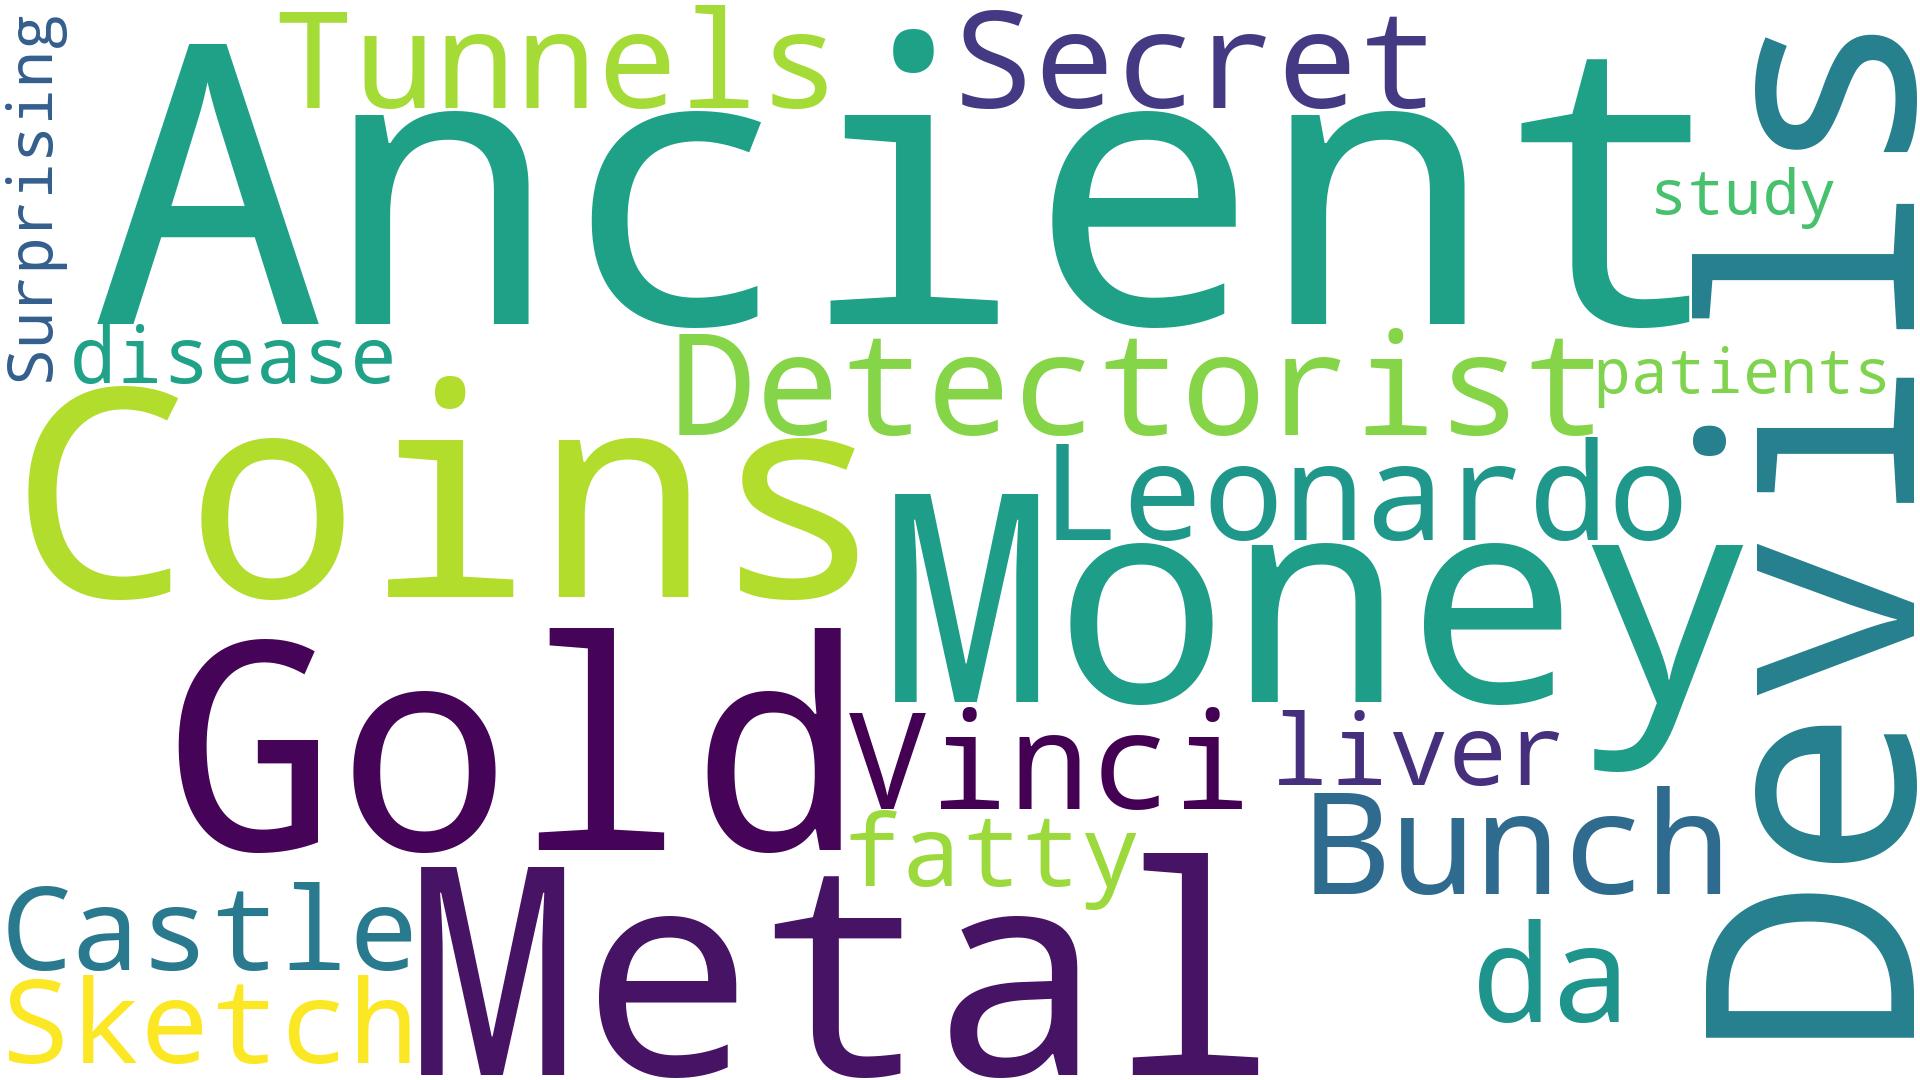 Surprising
Tunnels
Secret
Ancient
study
Devils
disease
Detectorist
patients
Coins
Leonardo
Money
Gold
Vinci
liver
fatty
Bunch
Castle
Metal
da
Sketch